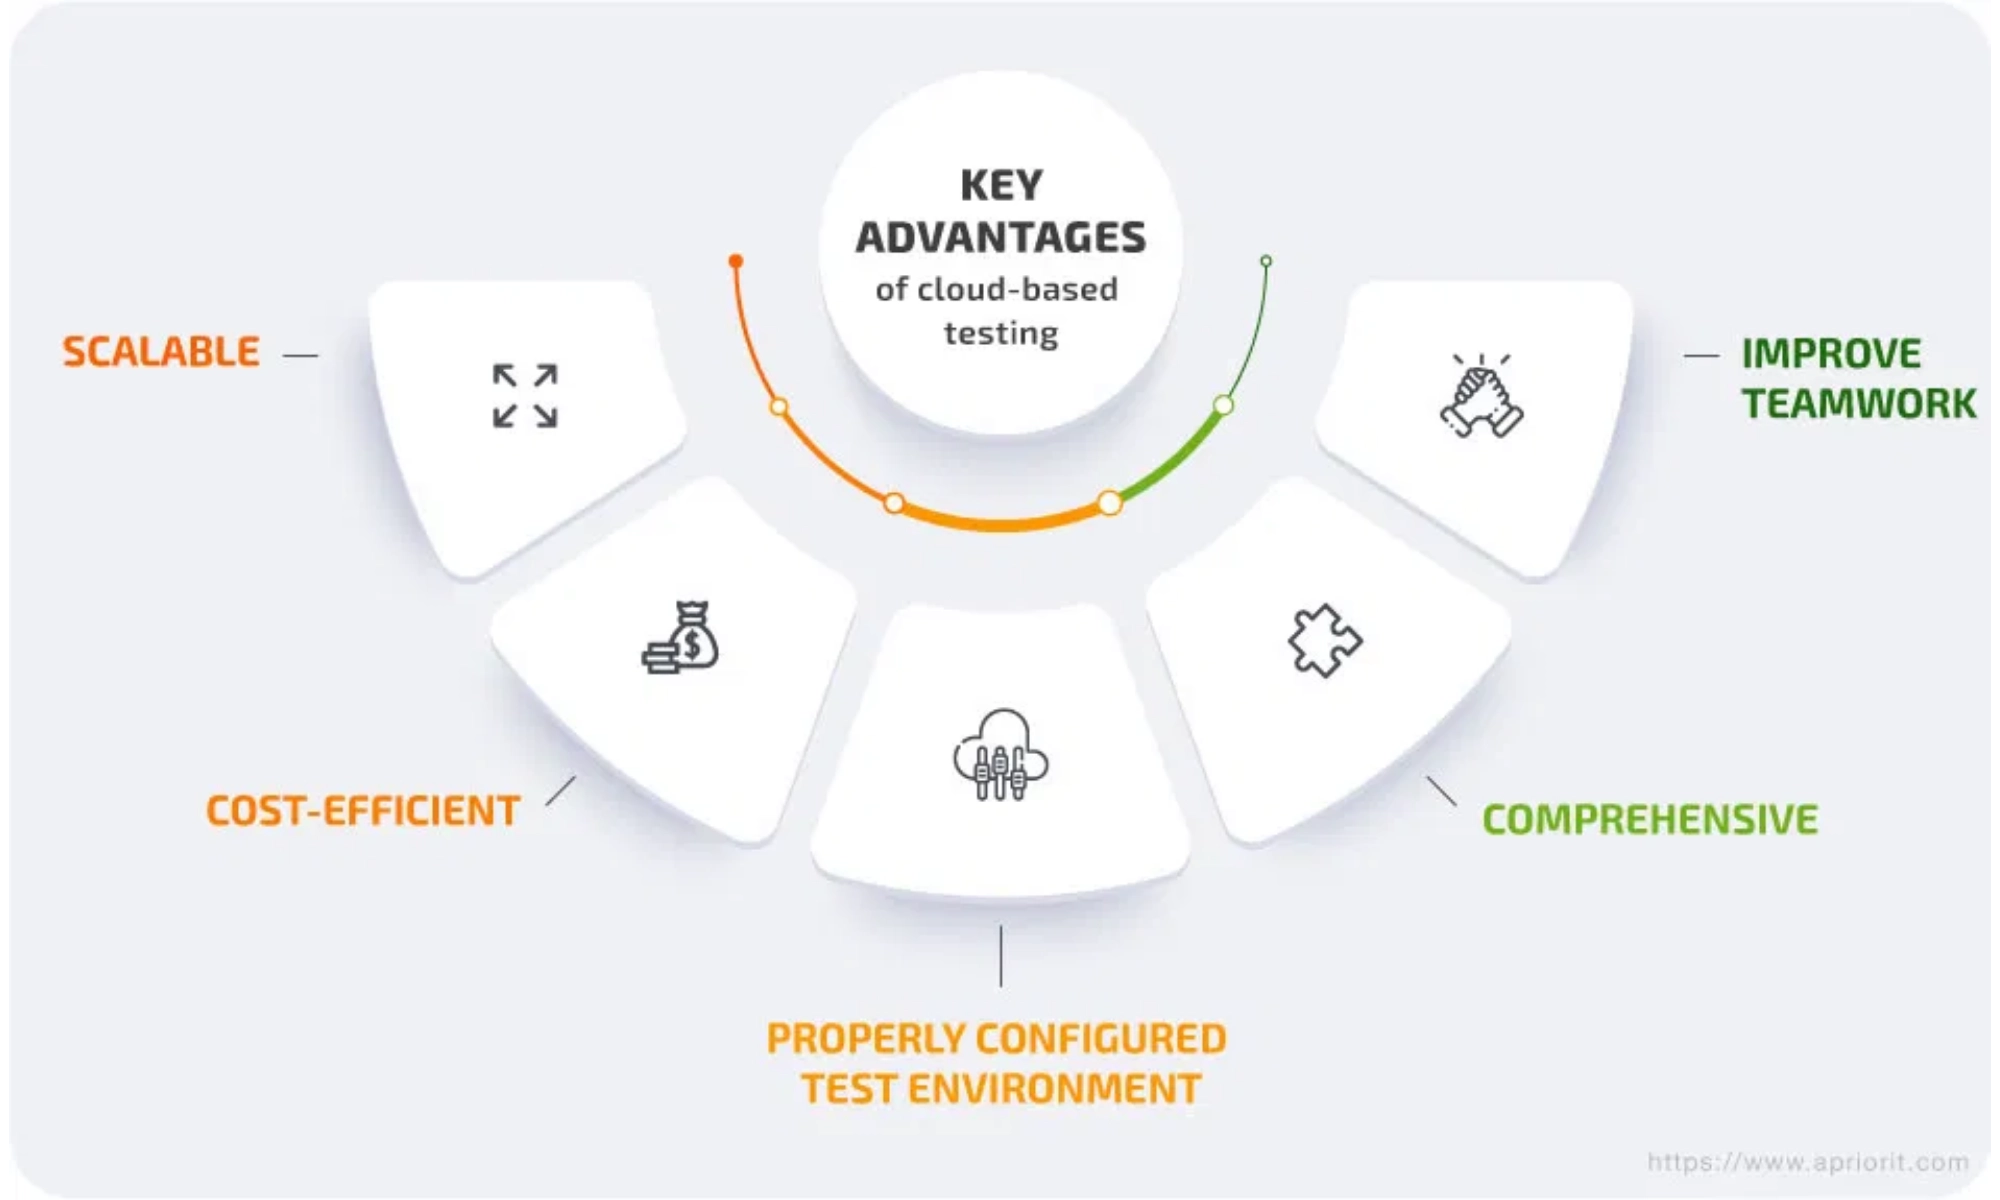 KEY
ADVANTAGES
of cloud-based
testing
SCALABLE
COST-EFFICIENT
PROPERLY CONFIGURED
TEST ENVIRONMENT
COMPREHENSIVE
IMPROVE
TEAMWORK
$
https://www.apriorit.com